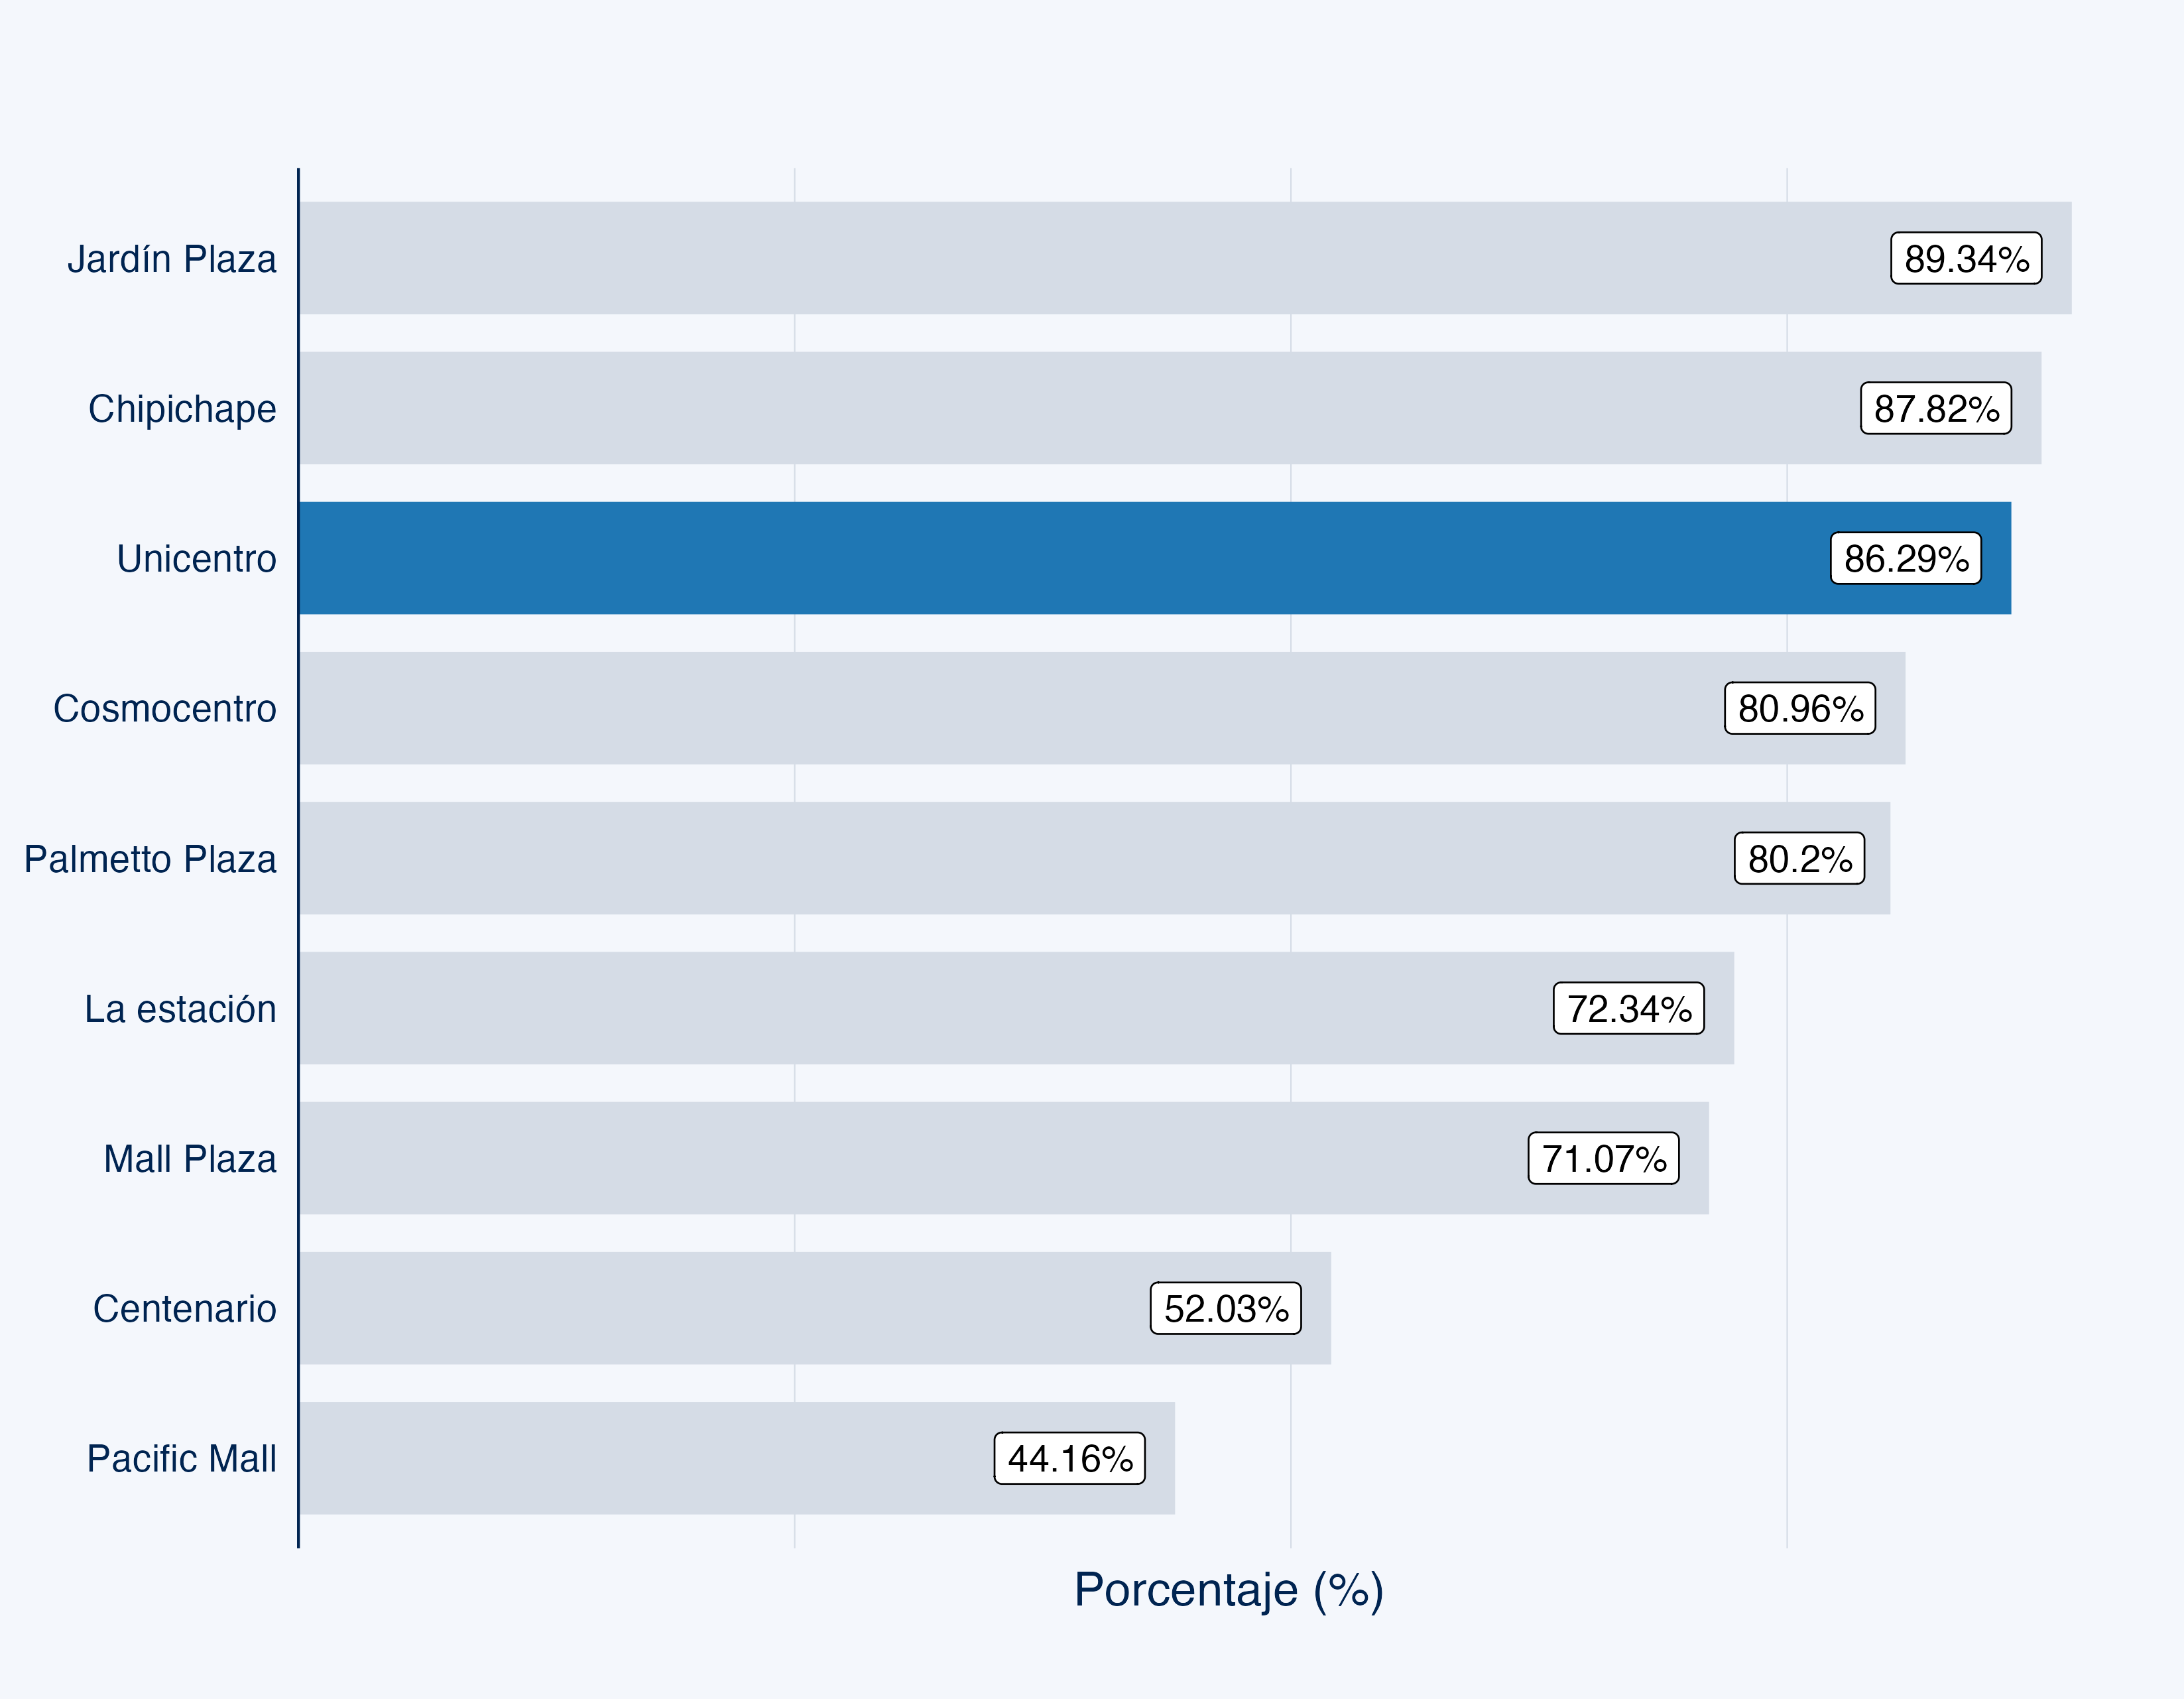 Jardín Plaza 89.34%
Chipichape 87.82%
Unicentro 86.29%
Cosmocentro 80.96%
Palmetto Plaza 80.2%
La estación 72.34%
Mall Plaza 71.07%
Centenario 52.03%
Pacific Mall 44.16%
Porcentaje (%)